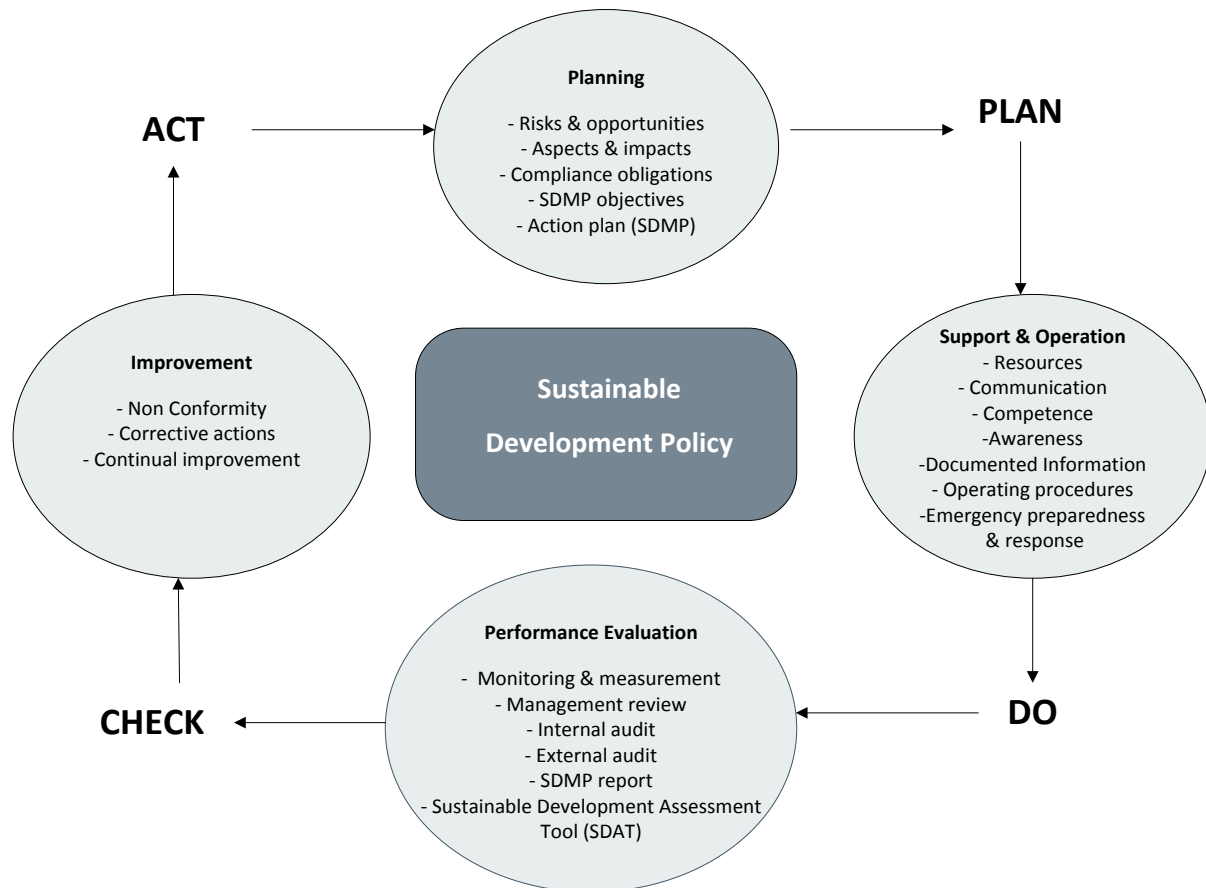 Planning
- Risks & opportunities
- Aspects & impacts
- Compliance obligations
- SDMP objectives
- Action plan (SDMP)
ACT
PLAN
Improvement
- Non Conformity
- Corrective actions
- Continual improvement
Sustainable
Development Policy
Support & Operation
- Resources
- Communication
- Competence
-Awareness
-Documented Information
- Operating procedures
-Emergency preparedness
& response
Performance Evaluation
- Monitoring & measurement
- Management review
- Internal audit
- External audit
- SDMP report
- Sustainable Development Assessment
Tool (SDAT)
CHECK
DO